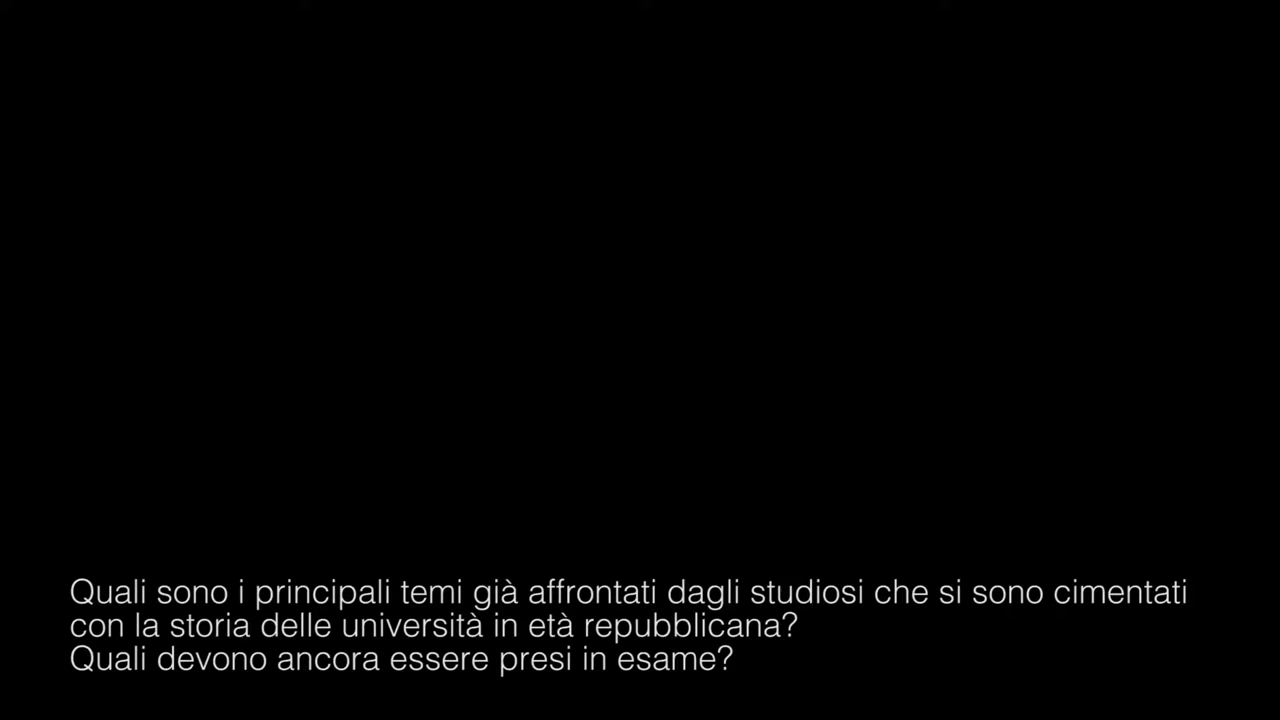 Quali sono i principali temi già affrontati dagli studiosi che si sono cimentati
con la storia delle università in età repubblicana?
Quali devono ancora essere presi in esame?